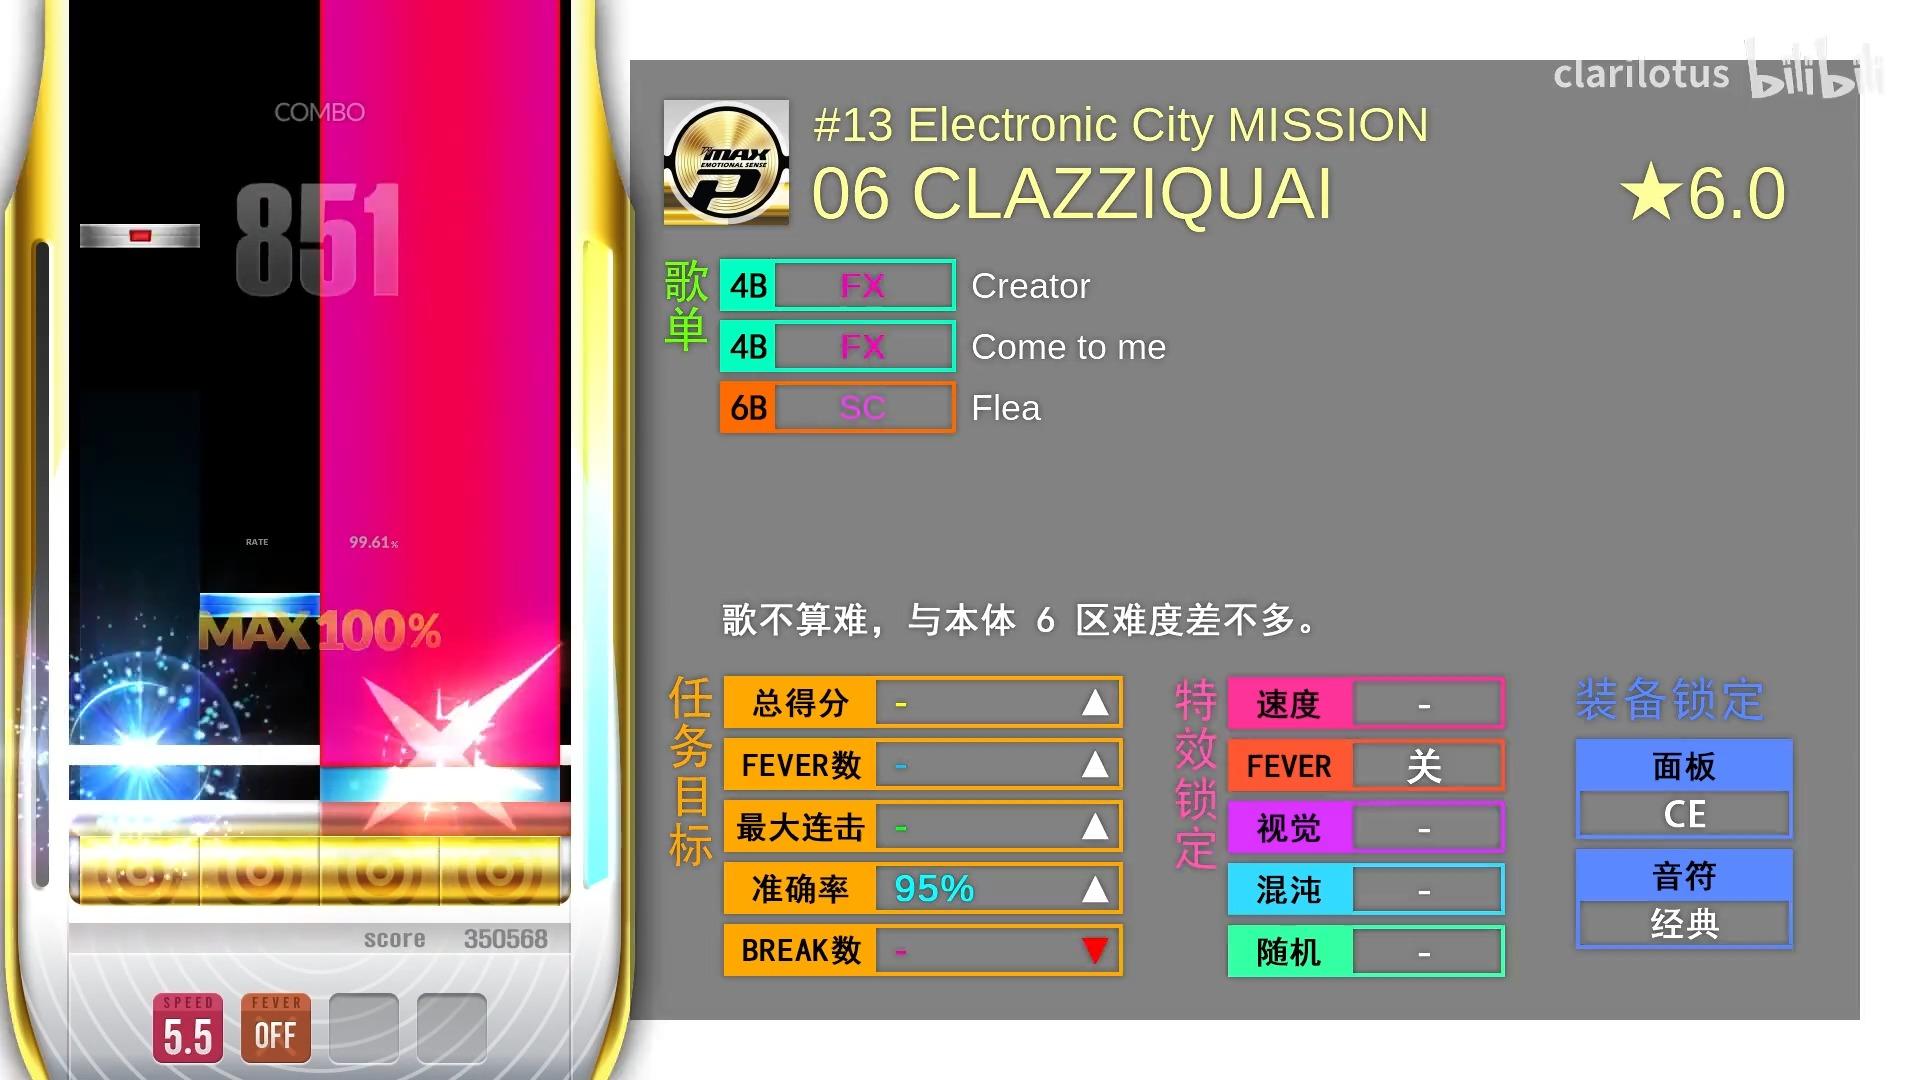 clarilotus bilibili
COMBO
851
RATE 99.61%
MAX 100%
score 350568
SPEED
5.5
FEVER
OFF
MAX
EMOTIONAL SENSE
P
#13 Electronic City MISSION
06 CLAZZIQUAI
★6.0
歌单
4B FX Creator
4B FX Come to me
6B SC Flea
歌不算难，与本体 6 区难度差不多。
任务目标
总得分 - ▲
FEVER数 - ▲
最大连击 - ▲
准确率 95% ▲
BREAK数 - ▼
特效锁定
速度 -
FEVER 关
视觉 -
混沌 -
随机 -
装备锁定
面板
CE
音符
经典